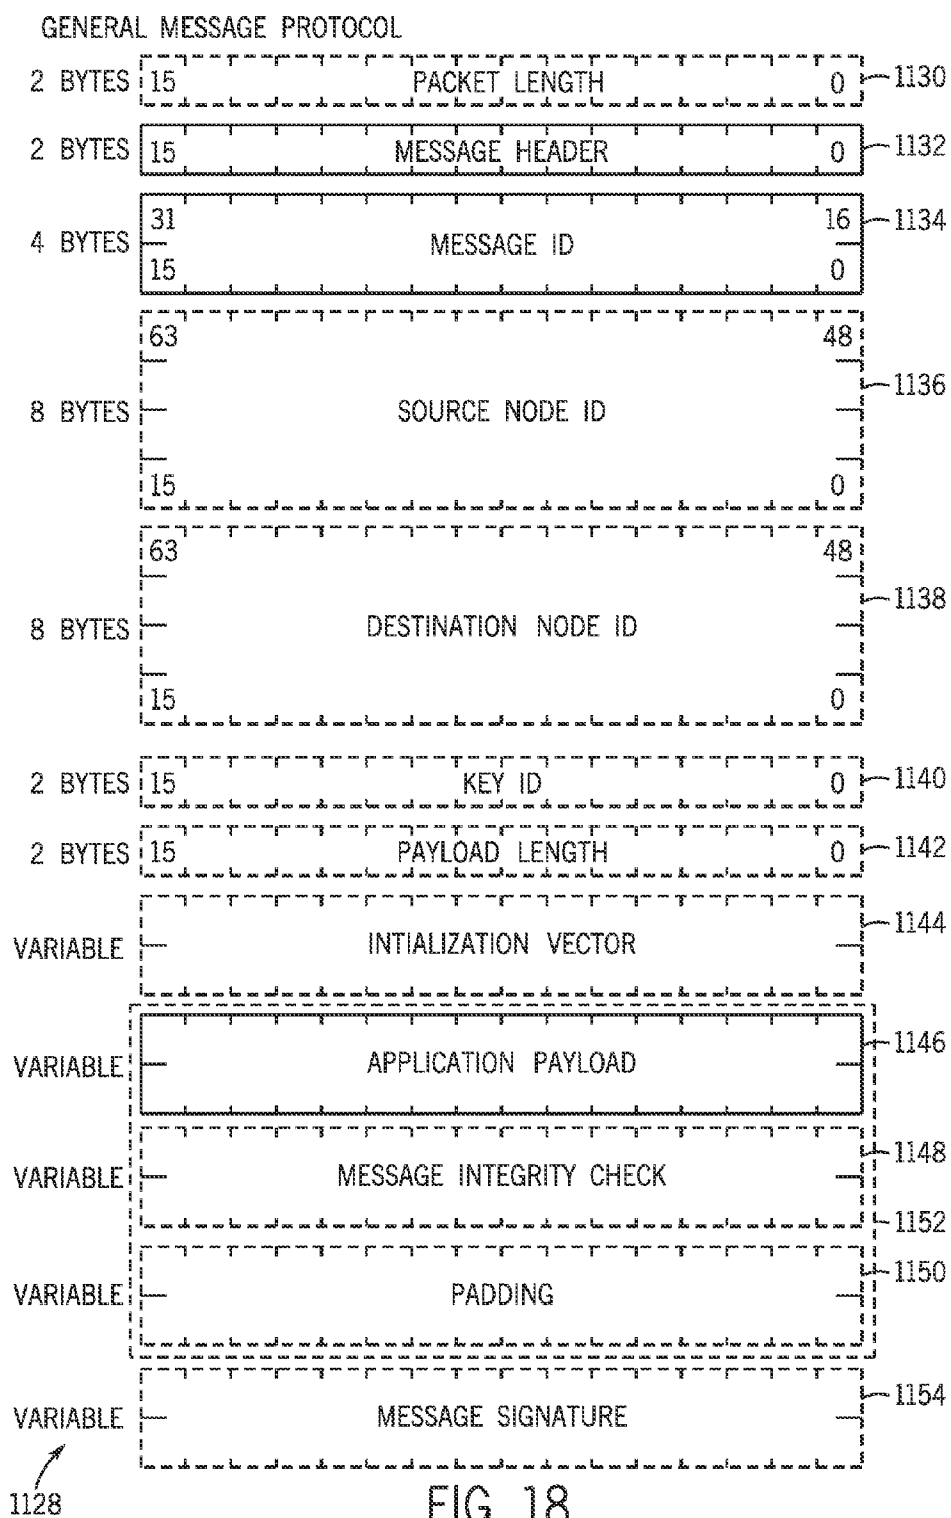 GENERAL MESSAGE PROTOCOL
2 BYTES 15 PACKET LENGTH 0 1130
2 BYTES 15 MESSAGE HEADER 0 1132
31 16 1134
4 BYTES MESSAGE ID
15 0
63 48
1136
8 BYTES SOURCE NODE ID
15 0
63 48
1138
8 BYTES DESTINATION NODE ID
15 0
2 BYTES 15 KEY ID 0 1140
2 BYTES 15 PAYLOAD LENGTH 0 1142
1144
VARIABLE INTIALIZATION VECTOR
1146
VARIABLE APPLICATION PAYLOAD
1148
VARIABLE MESSAGE INTEGRITY CHECK
1152
1150
VARIABLE PADDING
1154
VARIABLE MESSAGE SIGNATURE
1128
FIG. 18